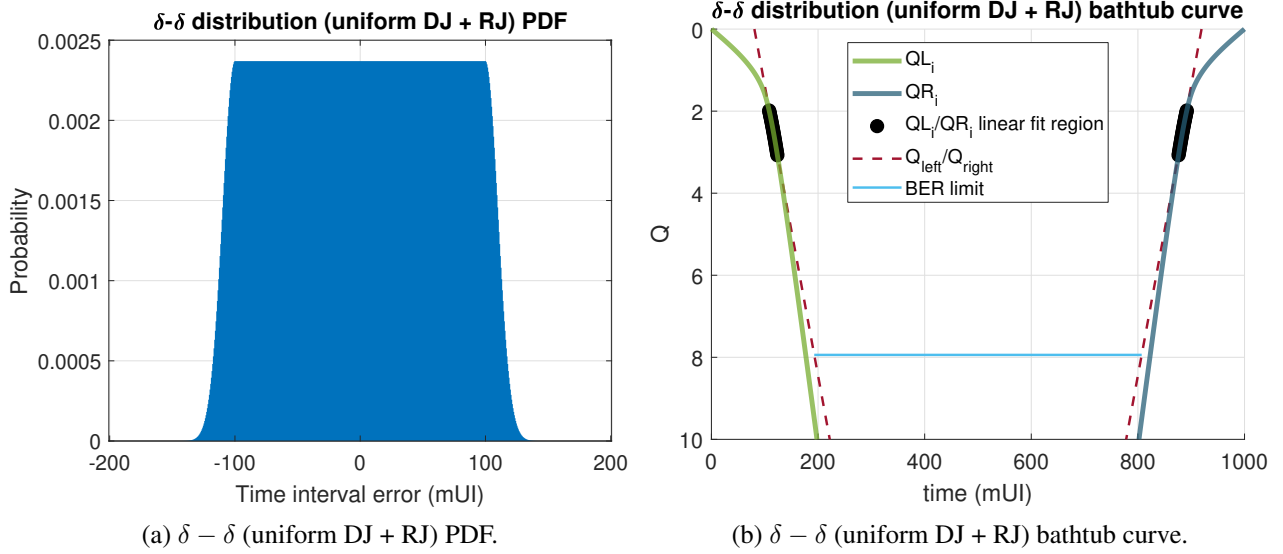 δ-δ distribution (uniform DJ + RJ) PDF
0.0025
0.002
0.0015
0.001
0.0005
0
Probability
-200 -100 0 100 200
Time interval error (mUI)
(a) δ − δ (uniform DJ + RJ) PDF.
δ-δ distribution (uniform DJ + RJ) bathtub curve
0
2
4
6
8
10
Q
QL_i
QR_i
QL_i/QR_i linear fit region
Q_left/Q_right
BER limit
0 200 400 600 800 1000
time (mUI)
(b) δ − δ (uniform DJ + RJ) bathtub curve.